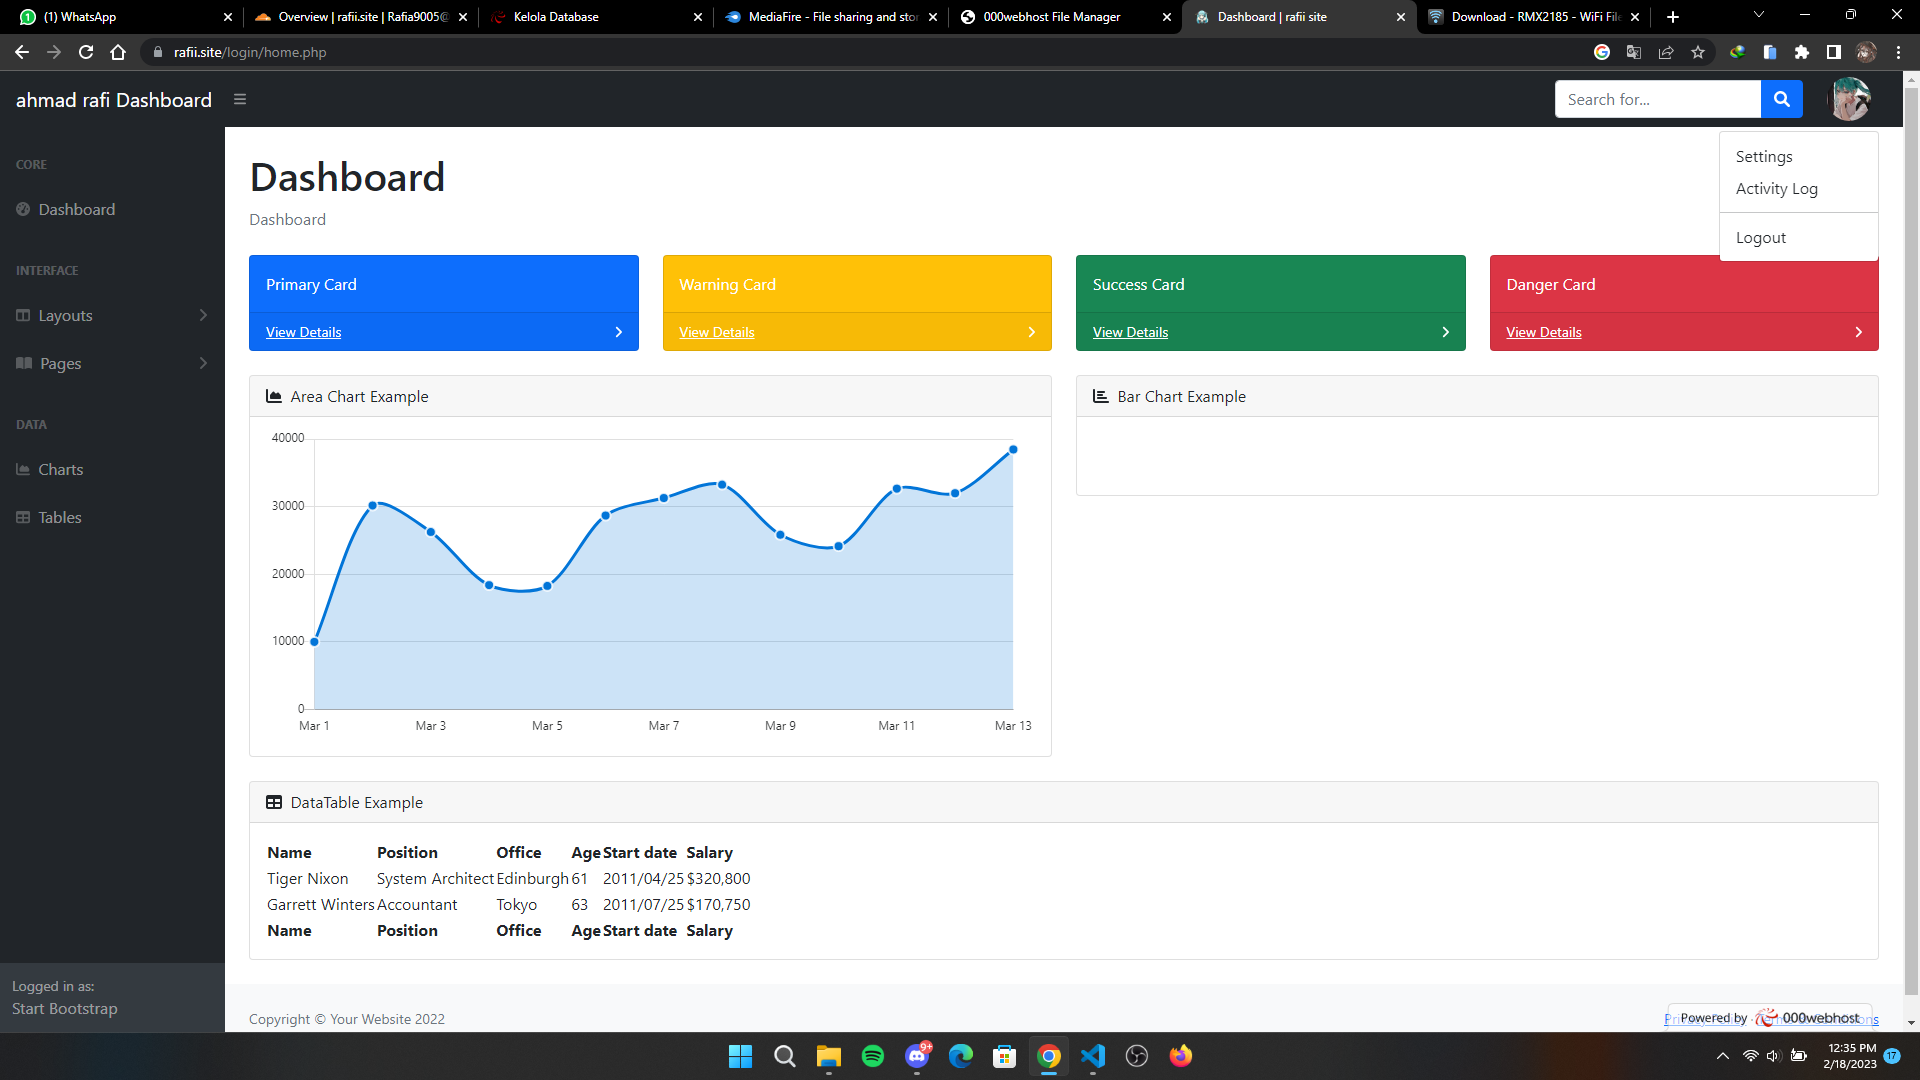 (1) WhatsApp
Overview | rafii.site | Rafia9005@
Kelola Database
MediaFire - File sharing and stor
000webhost File Manager
Dashboard | rafii site
Download - RMX2185 - WiFi File
rafii.site/login/home.php
ahmad rafi Dashboard
Search for...
Settings
Activity Log
Logout
CORE
Dashboard
INTERFACE
Layouts
Pages
DATA
Charts
Tables
Logged in as:
Start Bootstrap
Dashboard
Dashboard
Primary Card
View Details
Warning Card
View Details
Success Card
View Details
Danger Card
View Details
Area Chart Example
40000
30000
20000
10000
0
Mar 1 Mar 3 Mar 5 Mar 7 Mar 9 Mar 11 Mar 13
Bar Chart Example
DataTable Example
Name Position Office Age Start date Salary
Tiger Nixon System Architect Edinburgh 61 2011/04/25 $320,800
Garrett Winters Accountant Tokyo 63 2011/07/25 $170,750
Name Position Office Age Start date Salary
Copyright © Your Website 2022
Powered by 000webhost
9+
12:35 PM
2/18/2023
17